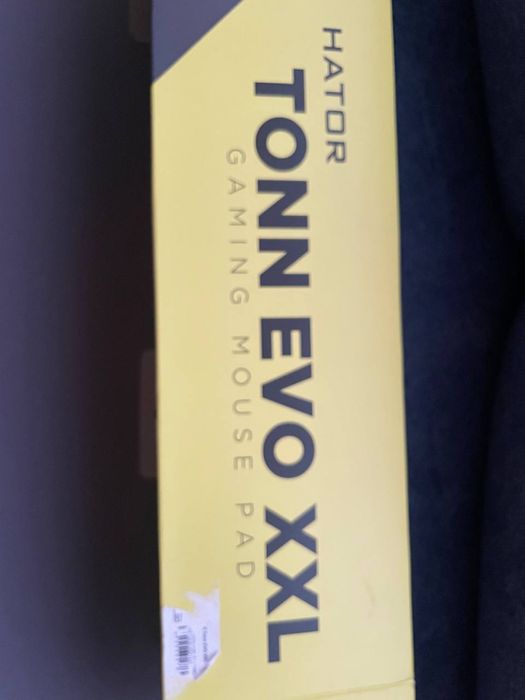 HATOR
TONN EVO XXL
GAMING MOUSE PAD